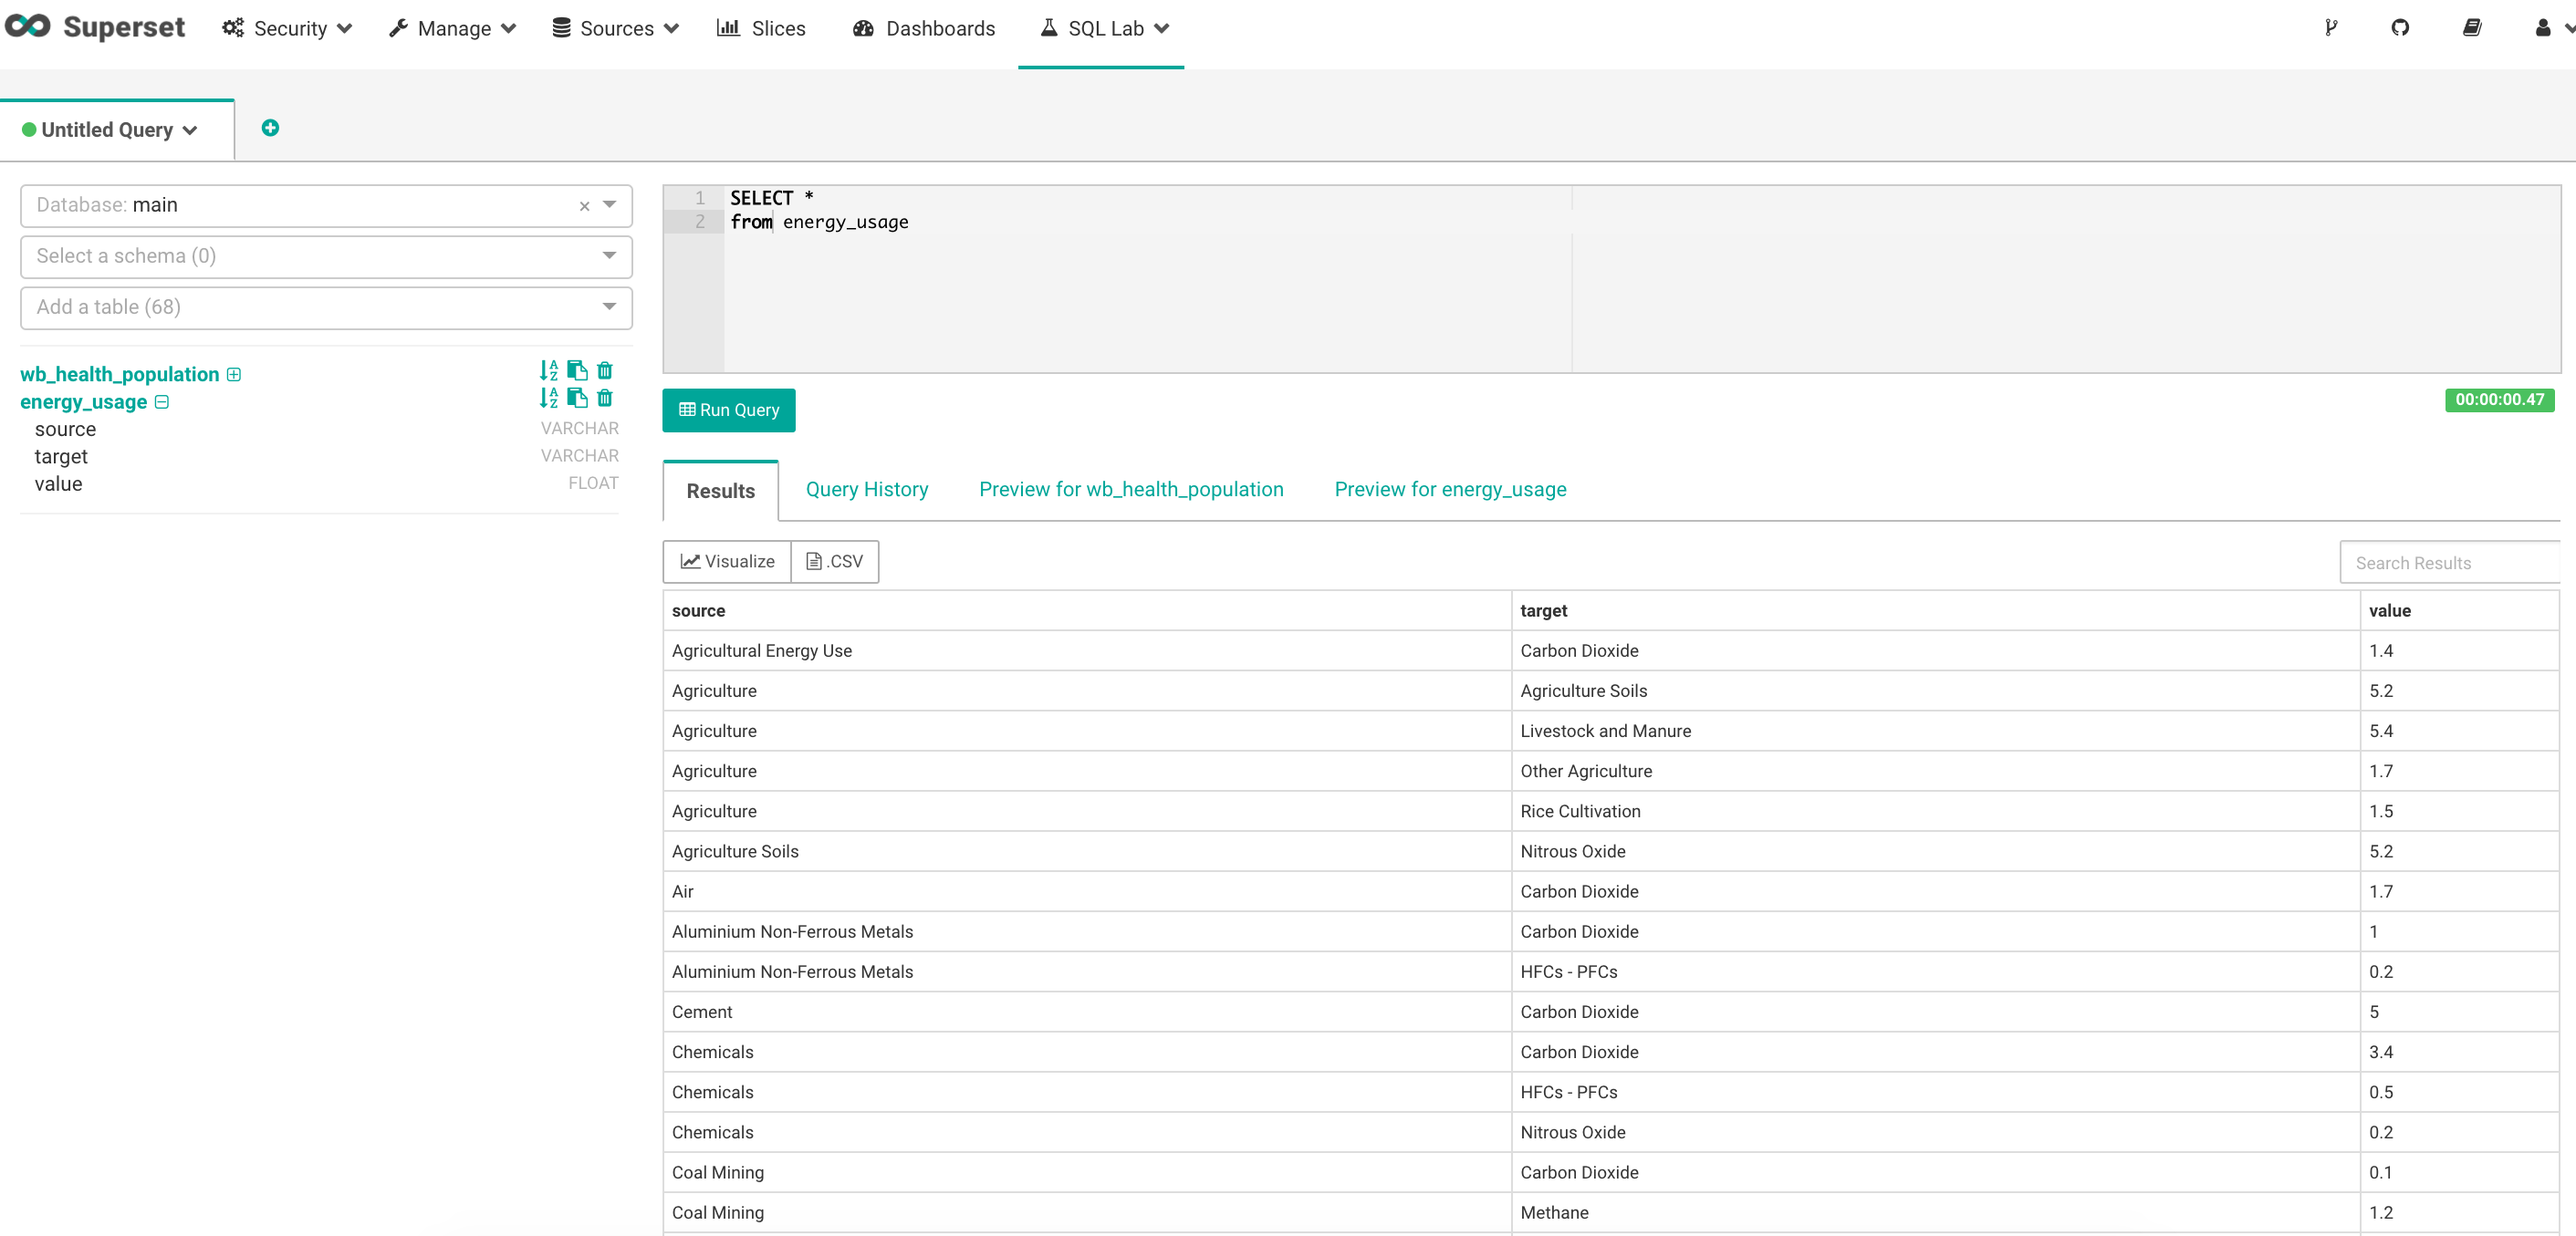 Superset Security Manage Sources Slices Dashboards SQL Lab
Untitled Query
Database: main ×
Select a schema (0)
Add a table (68)
wb_health_population
energy_usage
source VARCHAR
target VARCHAR
value FLOAT
1 SELECT *
2 from energy_usage
Run Query 00:00:00.47
Results Query History Preview for wb_health_population Preview for energy_usage
Visualize .CSV Search Results
source target value
Agricultural Energy Use Carbon Dioxide 1.4
Agriculture Agriculture Soils 5.2
Agriculture Livestock and Manure 5.4
Agriculture Other Agriculture 1.7
Agriculture Rice Cultivation 1.5
Agriculture Soils Nitrous Oxide 5.2
Air Carbon Dioxide 1.7
Aluminium Non-Ferrous Metals Carbon Dioxide 1
Aluminium Non-Ferrous Metals HFCs - PFCs 0.2
Cement Carbon Dioxide 5
Chemicals Carbon Dioxide 3.4
Chemicals HFCs - PFCs 0.5
Chemicals Nitrous Oxide 0.2
Coal Mining Carbon Dioxide 0.1
Coal Mining Methane 1.2